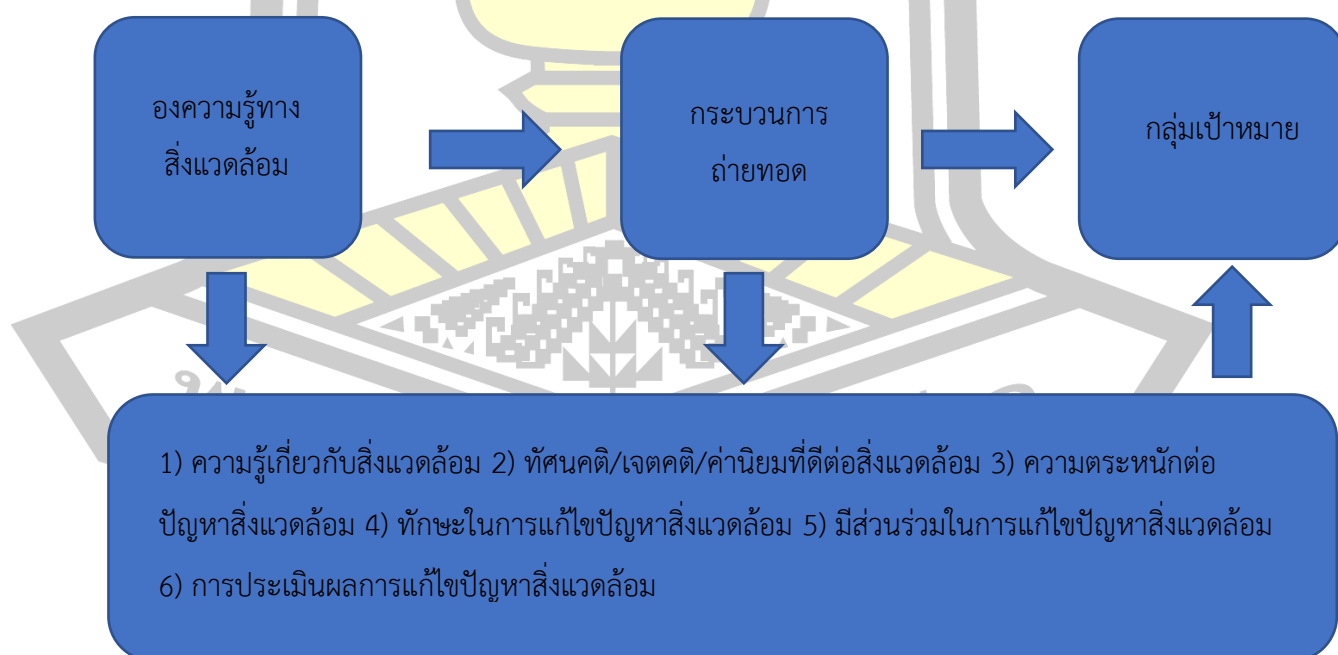 องความรู้ทาง
สิ่งแวดล้อม
กระบวนการ
ถ่ายทอด
กลุ่มเป้าหมาย
1) ความรู้เกี่ยวกับสิ่งแวดล้อม 2) ทัศนคติ/เจตคติ/ค่านิยมที่ดีต่อสิ่งแวดล้อม 3) ความตระหนักต่อ
ปัญหาสิ่งแวดล้อม 4) ทักษะในการแก้ไขปัญหาสิ่งแวดล้อม 5) มีส่วนร่วมในการแก้ไขปัญหาสิ่งแวดล้อม
6) การประเมินผลการแก้ไขปัญหาสิ่งแวดล้อม